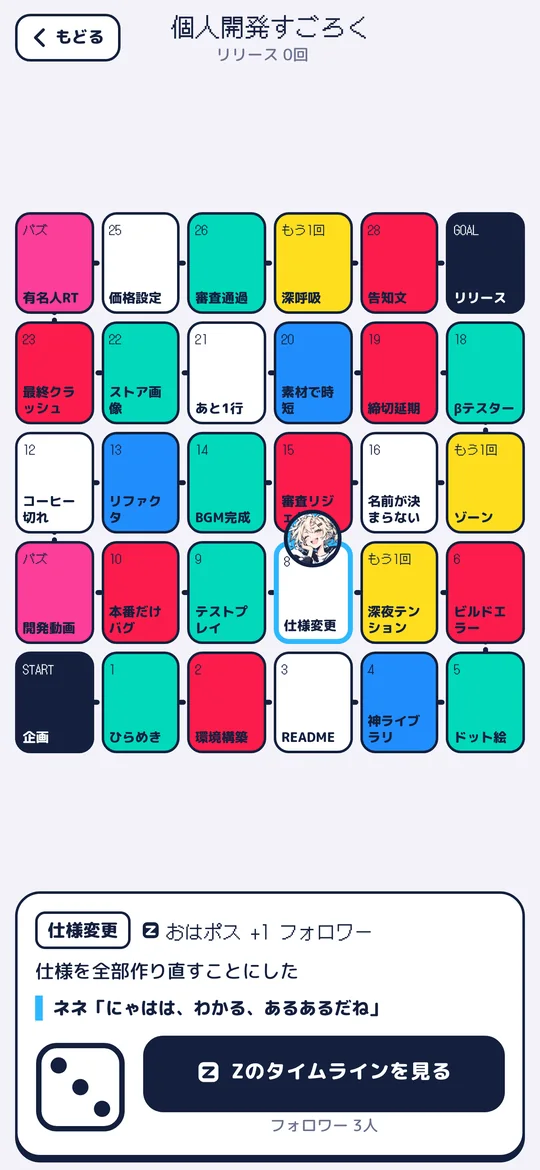 もどる
個人開発すごろく
リリース 0回
バズ
有名人RT
25
価格設定
26
審査通過
もう1回
深呼吸
28
告知文
GOAL
リリース
23
最終クラ
ッシュ
22
ストア画
像
21
あと1行
20
素材で時
短
19
締切延期
18
βテスター
12
コーヒー
切れ
13
リファク
タ
14
BGM完成
15
審査リジ
16
名前が決
まらない
もう1回
ゾーン
バズ
開発動画
10
本番だけ
バグ
9
テストプ
レイ
8
仕様変更
もう1回
深夜テン
ション
6
ビルドエ
ラー
START
企画
1
ひらめき
2
環境構築
3
README
4
神ライブ
ラリ
5
ドット絵
仕様変更 Z おはポス +1 フォロワー
仕様を全部作り直すことにした
ネネ「にゃはは、わかる、あるあるだね」
Z Zのタイムラインを見る
フォロワー 3人